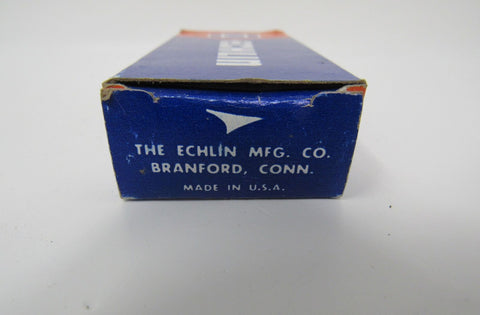 THE ECHLIN MFG. CO.
BRANFORD, CONN.
MADE IN U.S.A.